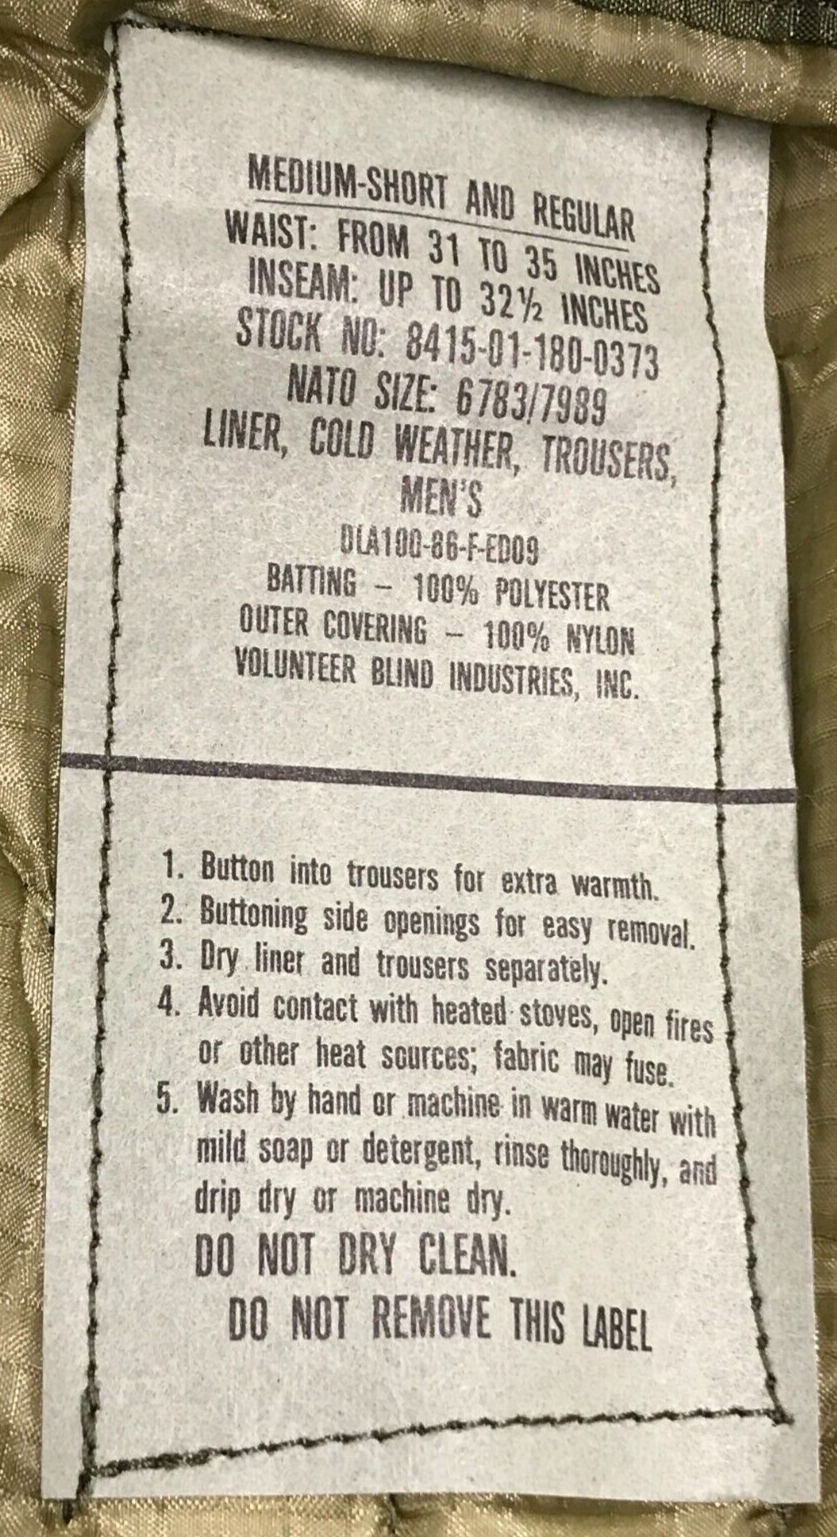 MEDIUM-SHORT AND REGULAR
WAIST: FROM 31 TO 35 INCHES
INSEAM: UP TO 32½ INCHES
STOCK NO: 8415-01-180-0373
NATO SIZE: 6783/7989
LINER, COLD WEATHER, TROUSERS,
MEN'S
DLA100-86-F-ED09
BATTING – 100% POLYESTER
OUTER COVERING – 100% NYLON
VOLUNTEER BLIND INDUSTRIES, INC.
1. Button into trousers for extra warmth.
2. Buttoning side openings for easy removal.
3. Dry liner and trousers separately.
4. Avoid contact with heated stoves, open fires
or other heat sources; fabric may fuse.
5. Wash by hand or machine in warm water with
mild soap or detergent, rinse thoroughly, and
drip dry or machine dry.
DO NOT DRY CLEAN.
DO NOT REMOVE THIS LABEL